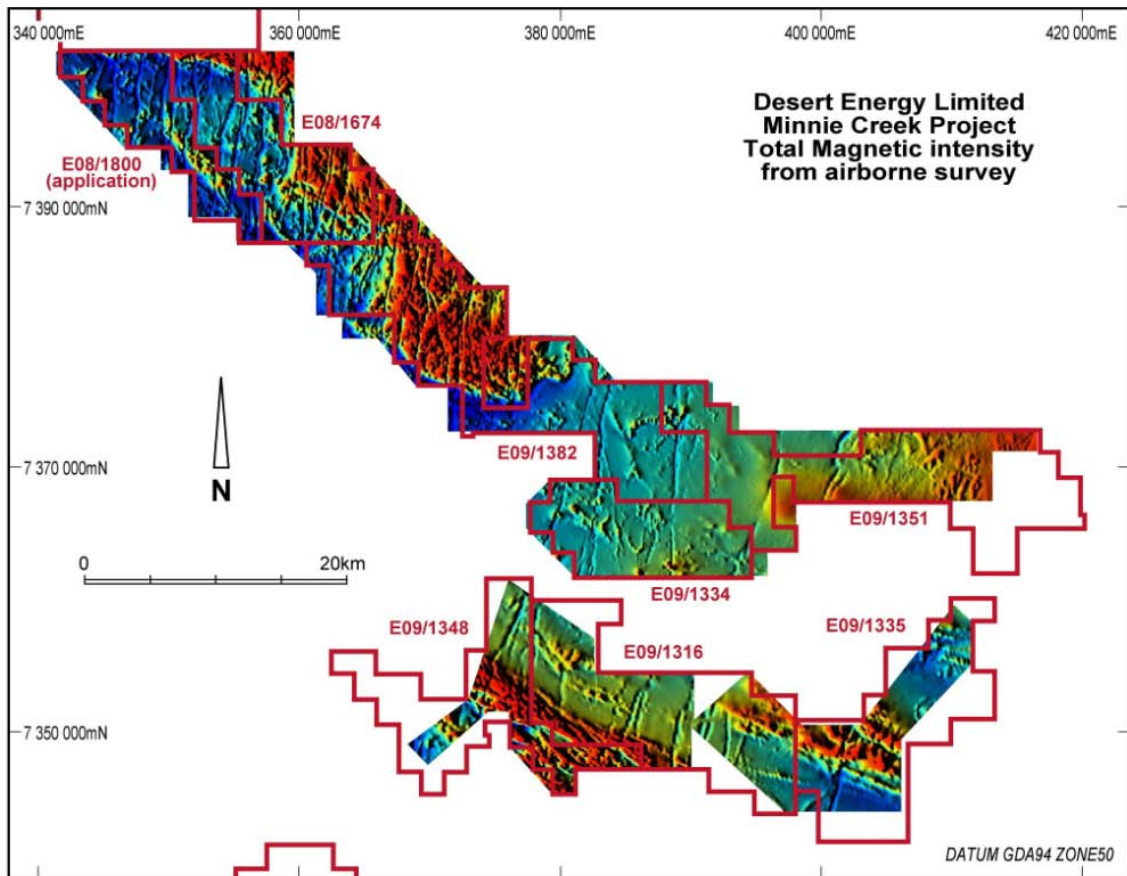 340 000mE
360 000mE
380 000mE
400 000mE
420 000mE
Desert Energy Limited
Minnie Creek Project
Total Magnetic intensity
from airborne survey
E08/1674
E08/1800
(application)
7 390 000mN
7 370 000mN
N
E09/1382
E09/1351
0
20km
E09/1334
E09/1348
E09/1316
E09/1335
7 350 000mN
DATUM GDA94 ZONE50